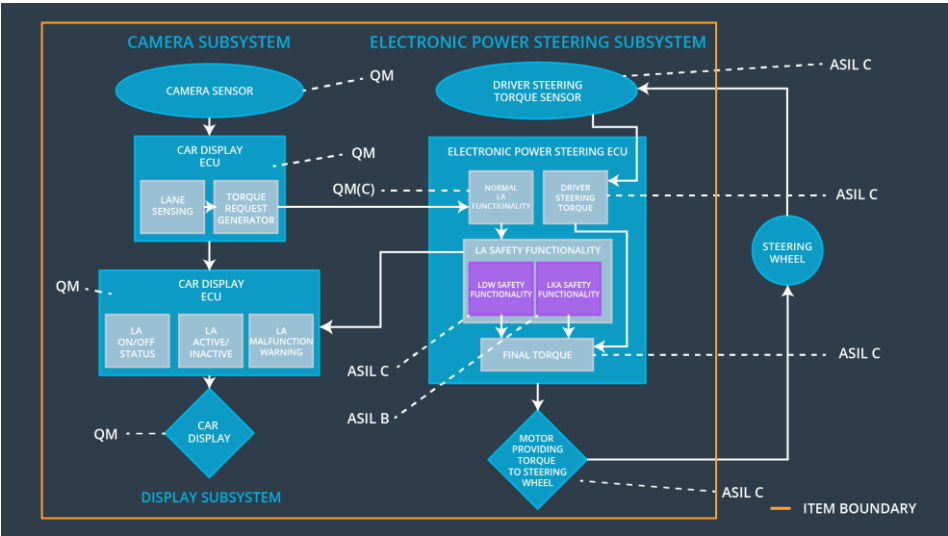 CAMERA SUBSYSTEM
ELECTRONIC POWER STEERING SUBSYSTEM
CAMERA SENSOR
QM
DRIVER STEERING
TORQUE SENSOR
ASIL C
CAR DISPLAY
ECU
QM
LANE
SENSING
TORQUE
REQUEST
GENERATOR
QM(C)
ELECTRONIC POWER STEERING ECU
NORMAL
LA
FUNCTIONALITY
DRIVER
STEERING
TORQUE
ASIL C
LA SAFETY FUNCTIONALITY
LDW SAFETY
FUNCTIONALITY
LKA SAFETY
FUNCTIONALITY
STEERING
WHEEL
QM
CAR DISPLAY
ECU
LA
ON/OFF
STATUS
LA
ACTIVE/
INACTIVE
LA
MALFUNCTION
WARNING
ASIL C
FINAL TORQUE
ASIL C
ASIL B
QM
CAR
DISPLAY
MOTOR
PROVIDING
TORQUE
TO STEERING
WHEEL
ASIL C
DISPLAY SUBSYSTEM
ITEM BOUNDARY